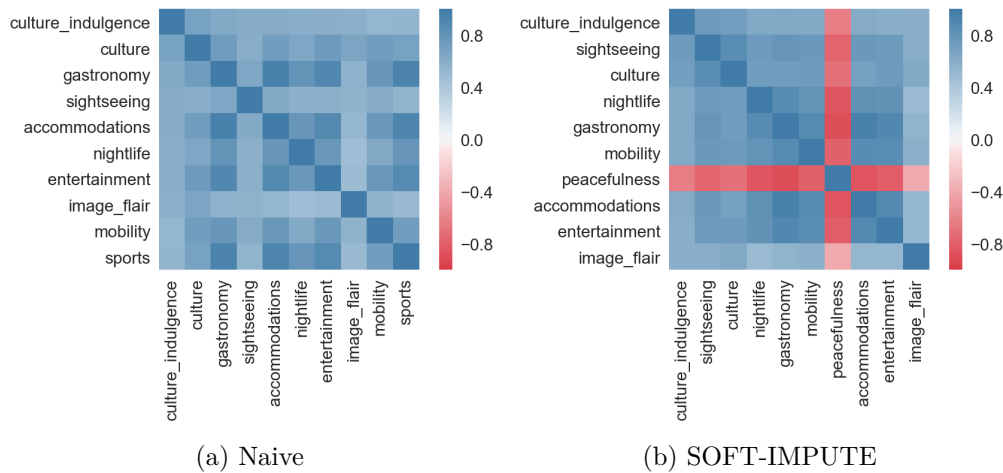 culture_indulgence
culture
gastronomy
sightseeing
accommodations
nightlife
entertainment
image_flair
mobility
sports
culture_indulgence
culture
gastronomy
sightseeing
accommodations
nightlife
entertainment
image_flair
mobility
sports
0.8
0.4
0.0
−0.4
−0.8
(a) Naive
culture_indulgence
sightseeing
culture
nightlife
gastronomy
mobility
peacefulness
accommodations
entertainment
image_flair
culture_indulgence
sightseeing
culture
nightlife
gastronomy
mobility
peacefulness
accommodations
entertainment
image_flair
0.8
0.4
0.0
−0.4
−0.8
(b) SOFT-IMPUTE